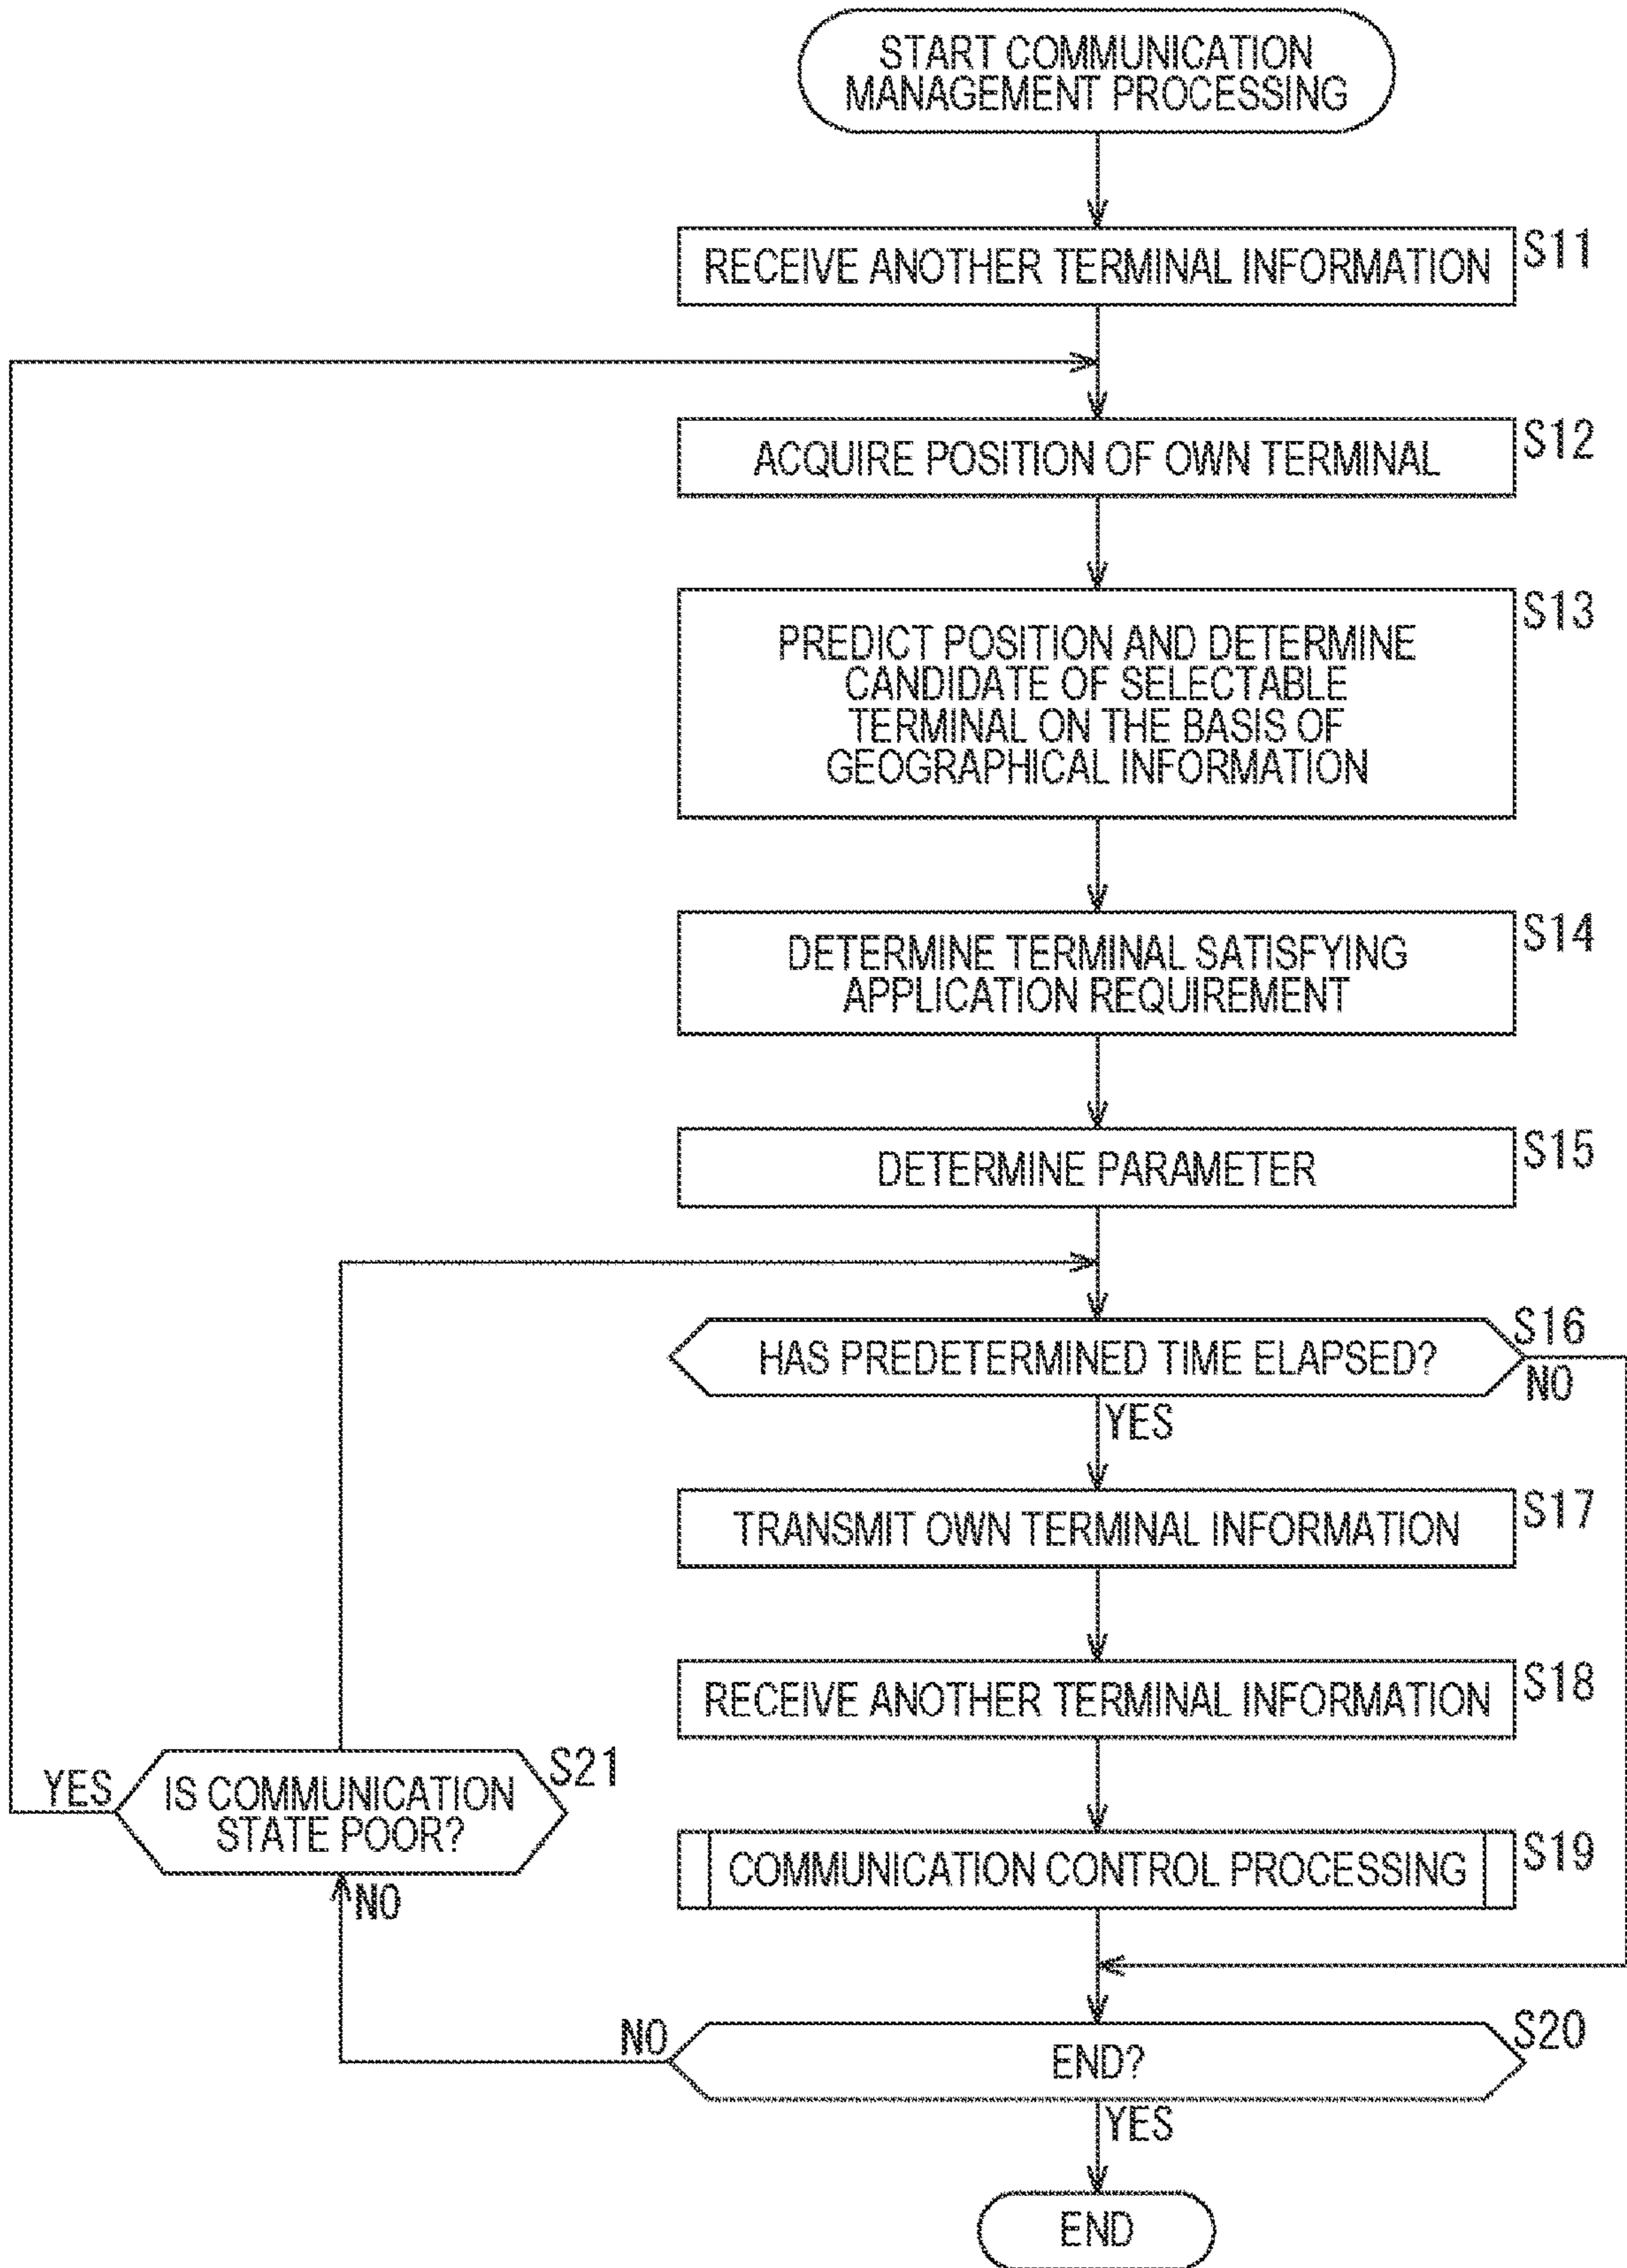 START COMMUNICATION
MANAGEMENT PROCESSING
RECEIVE ANOTHER TERMINAL INFORMATION
S11
ACQUIRE POSITION OF OWN TERMINAL
S12
PREDICT POSITION AND DETERMINE
CANDIDATE OF SELECTABLE
TERMINAL ON THE BASIS OF
GEOGRAPHICAL INFORMATION
S13
DETERMINE TERMINAL SATISFYING
APPLICATION REQUIREMENT
S14
DETERMINE PARAMETER
S15
HAS PREDETERMINED TIME ELAPSED?
S16
NO
YES
TRANSMIT OWN TERMINAL INFORMATION
S17
RECEIVE ANOTHER TERMINAL INFORMATION
S18
YES
IS COMMUNICATION
STATE POOR?
S21
NO
COMMUNICATION CONTROL PROCESSING
S19
NO
END?
S20
YES
END